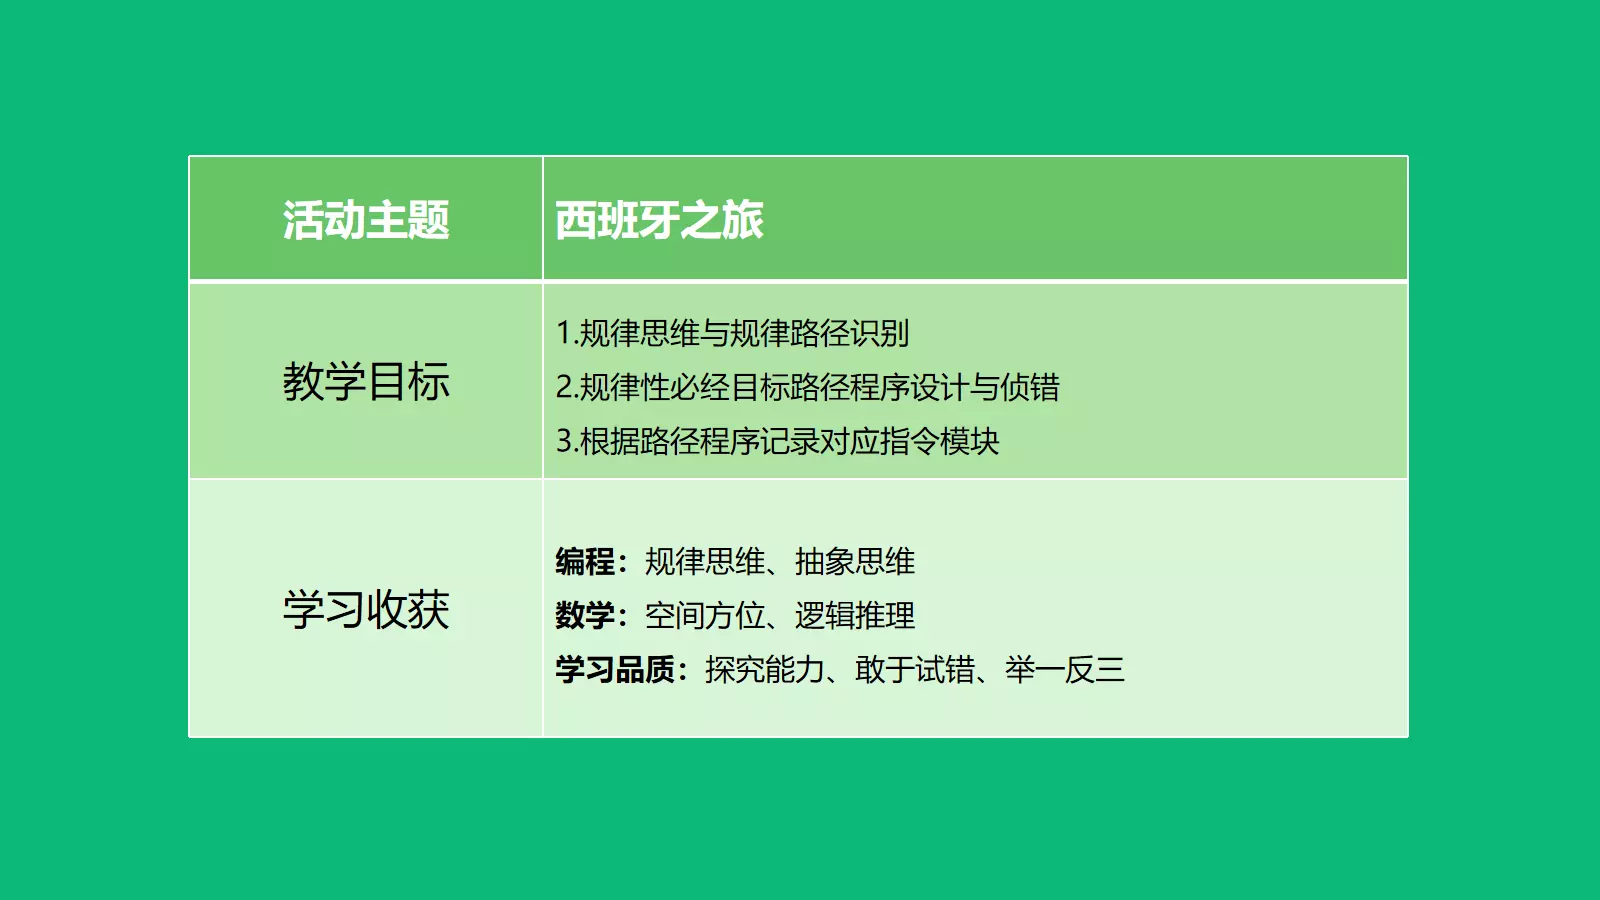 活动主题
西班牙之旅
教学目标
1.规律思维与规律路径识别
2.规律性必经目标路径程序设计与侦错
3.根据路径程序记录对应指令模块
学习收获
编程：规律思维、抽象思维
数学：空间方位、逻辑推理
学习品质：探究能力、敢于试错、举一反三